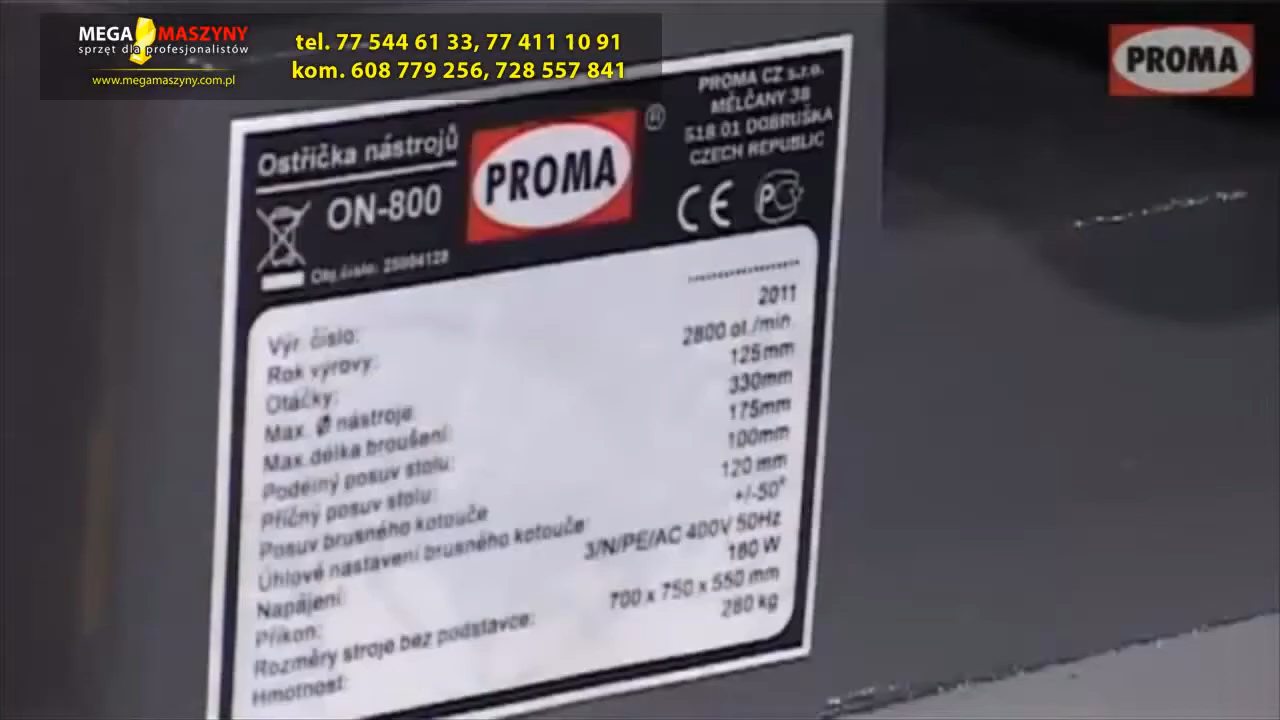 MEGA MASZYNY
sprzęt dla profesjonalistów
www.megamaszyny.com.pl
tel. 77 544 61 33, 77 411 10 91
kom. 608 779 256, 728 557 841
PROMA
Ostřička nástrojů
ON-800
Obj.číslo: 25004128
PROMA
®
PROMA CZ s.r.o.
MĚLČANY 38
518 01 DOBRUŠKA
CZECH REPUBLIC
CE
Výr. číslo: ....................
Rok výrovy: 2011
Otáčky: 2800 ot./min
Max. Ø nástroje 125mm
Max.délka broušení: 330mm
Podélný posuv stolu: 175mm
Příčný posuv stolu: 100mm
Posuv brusného kotouče 120 mm
Úhlové nastavení brusného kotouče: +/-50°
Napájení: 3/N/PE/AC 400V 50Hz
Příkon: 180 W
Rozměry stroje bez podstavce: 700 x 750 x 550 mm
Hmotnost: 280 kg